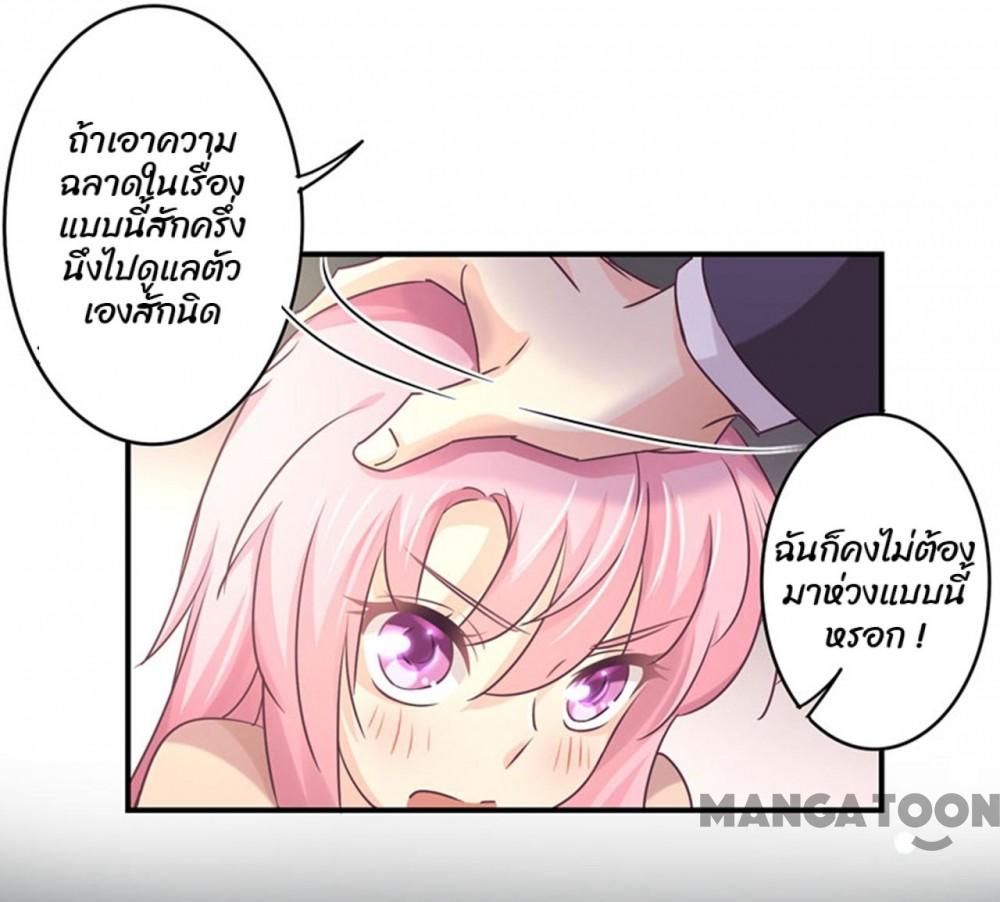 ถ้าเอาความ
ฉลาดในเรื่อง
แบบนี้สักครึ่ง
นึงไปดูแลตัว
เองสักนิด
ฉันก็คงไม่ต้อง
มาห่วงแบบนี้
หรอก !
MANGATOON